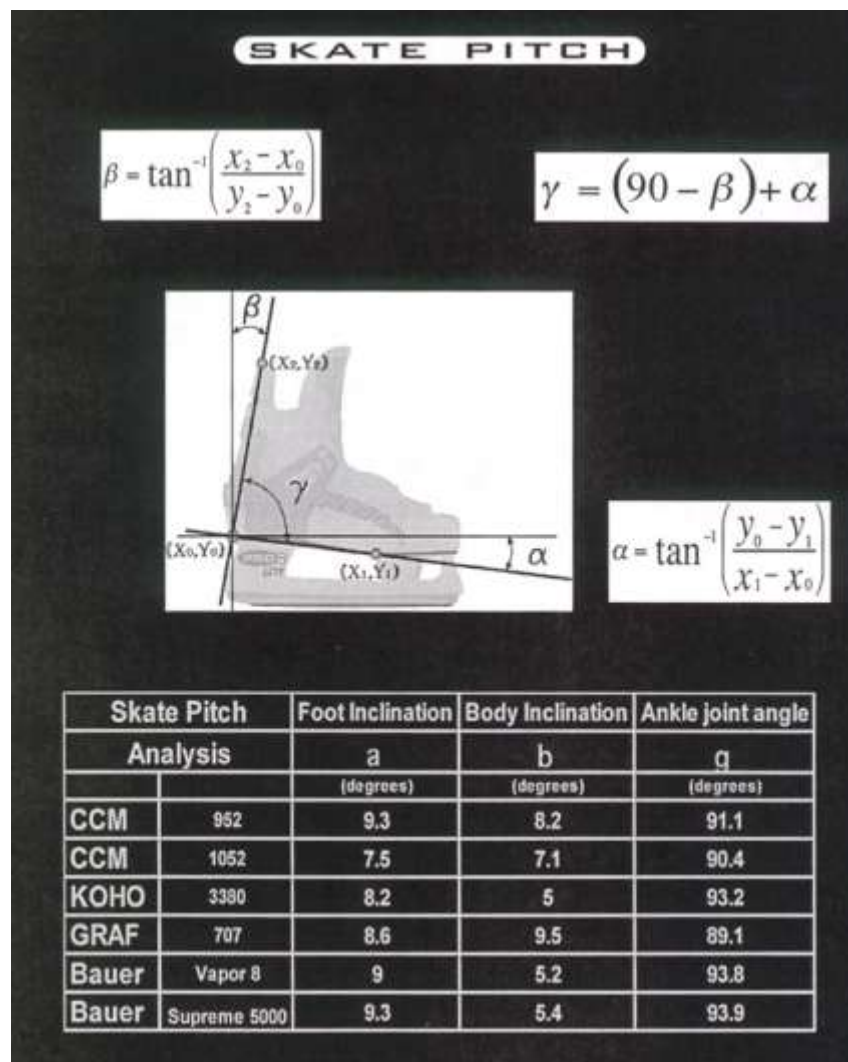 SKATE PITCH
β = tan⁻¹((x₂ - x₀)/(y₂ - y₀))
γ = (90 - β) + α
β
(X₂,Y₂)
γ
(X₀,Y₀)
(X₁,Y₁)
α
α = tan⁻¹((y₀ - y₁)/(x₁ - x₀))
Skate Pitch Foot Inclination Body Inclination Ankle joint angle
Analysis a b g
(degrees) (degrees) (degrees)
CCM 952 9.3 8.2 91.1
CCM 1052 7.5 7.1 90.4
KOHO 3380 8.2 5 93.2
GRAF 707 8.6 9.5 89.1
Bauer Vapor 8 9 5.2 93.8
Bauer Supreme 5000 9.3 5.4 93.9